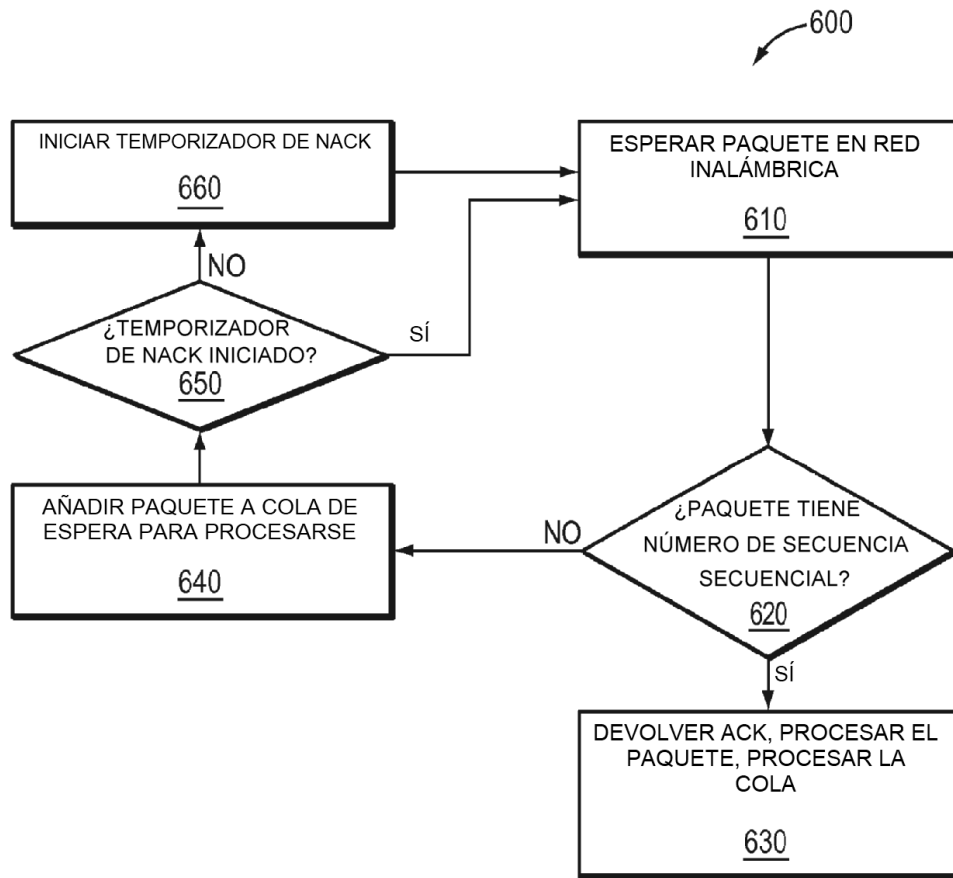 600
INICIAR TEMPORIZADOR DE NACK
660
ESPERAR PAQUETE EN RED
INALÁMBRICA
610
NO
¿TEMPORIZADOR
DE NACK INICIADO?
650
SÍ
AÑADIR PAQUETE A COLA DE
ESPERA PARA PROCESARSE
640
NO
¿PAQUETE TIENE
NÚMERO DE SECUENCIA
SECUENCIAL?
620
SÍ
DEVOLVER ACK, PROCESAR EL
PAQUETE, PROCESAR LA
COLA
630